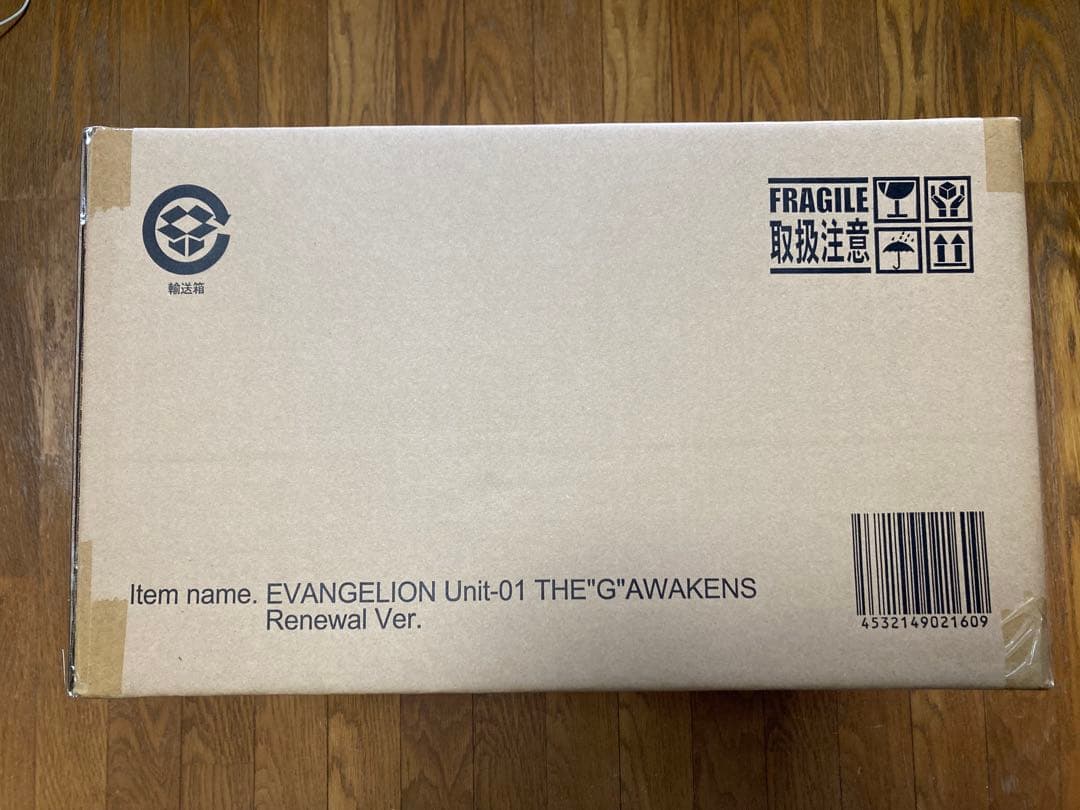 輸送箱
FRAGILE
取扱注意
Item name. EVANGELION Unit-01 THE"G"AWAKENS
Renewal Ver.
4532149021609